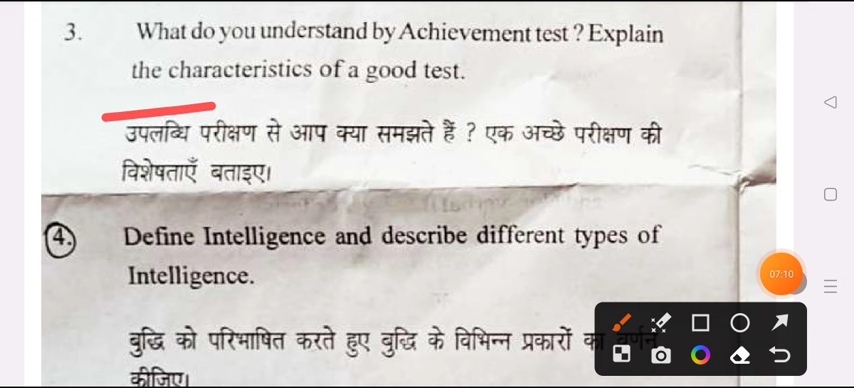 3. What do you understand by Achievement test ? Explain
the characteristics of a good test.
उपलब्धि परीक्षण से आप क्या समझते हैं ? एक अच्छे परीक्षण की
विशेषताएँ बताइए।
4. Define Intelligence and describe different types of
Intelligence.
07:10
बुद्धि को परिभाषित करते हुए बुद्धि के विभिन्न प्रकारों का वर्णन
कीजिए।